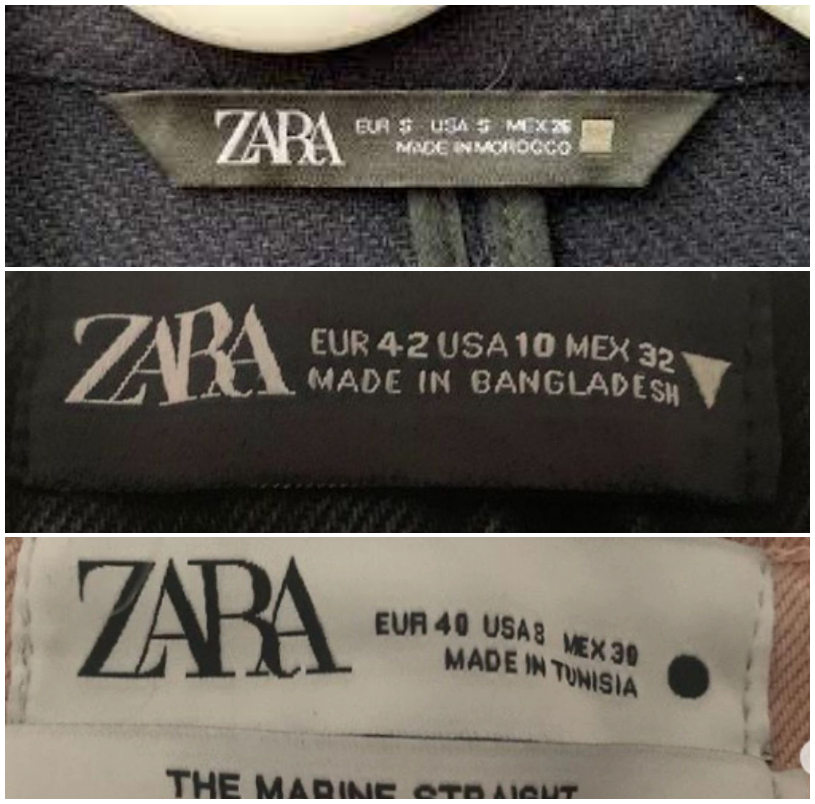 ZARA EUR S USA S MEX 26
MADE IN MOROCCO
ZARA EUR 42 USA 10 MEX 32
MADE IN BANGLADESH
ZARA EUR 40 USA 8 MEX 30
MADE IN TUNISIA
THE MARINE STRAIGHT